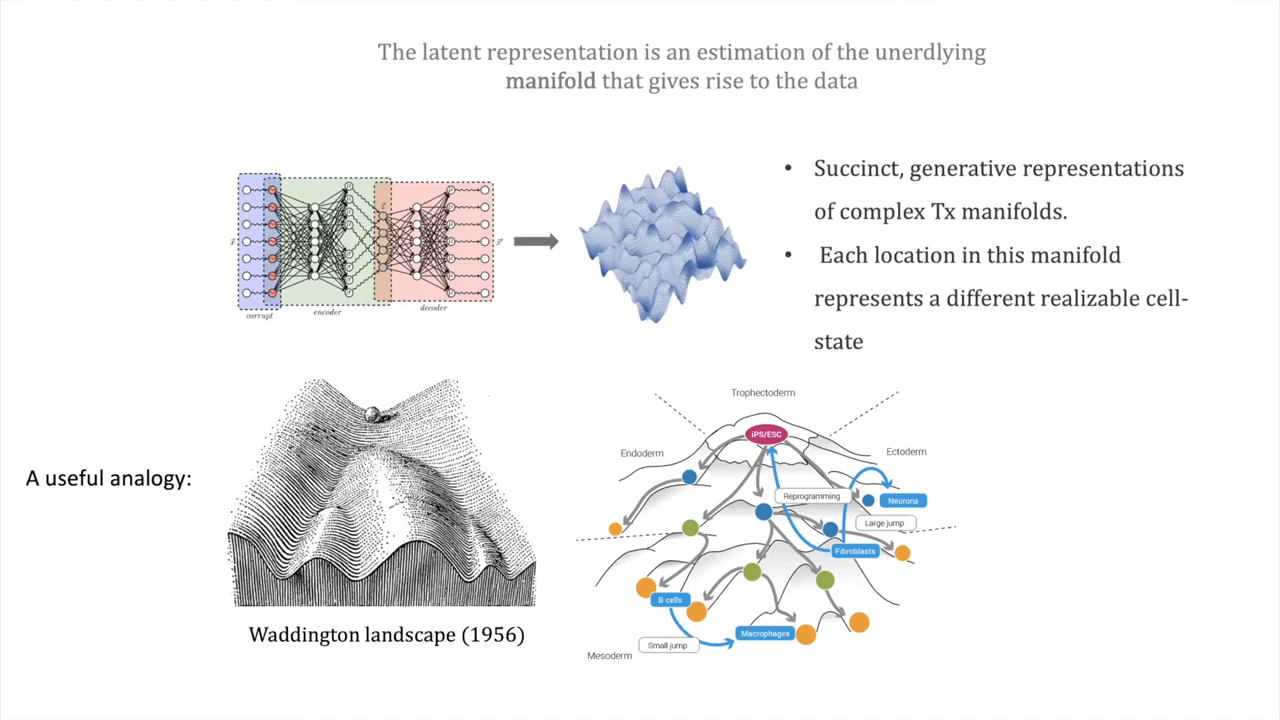 The latent representation is an estimation of the unerdlying
manifold that gives rise to the data
corrupt
encoder
decoder
• Succinct, generative representations
of complex Tx manifolds.
• Each location in this manifold
represents a different realizable cell-
state
A useful analogy:
Waddington landscape (1956)
Trophectoderm
iPS/ESC
Endoderm
Ectoderm
Reprogramming
Neurons
Large jump
Fibroblasts
B cells
Macrophages
Small jump
Mesoderm